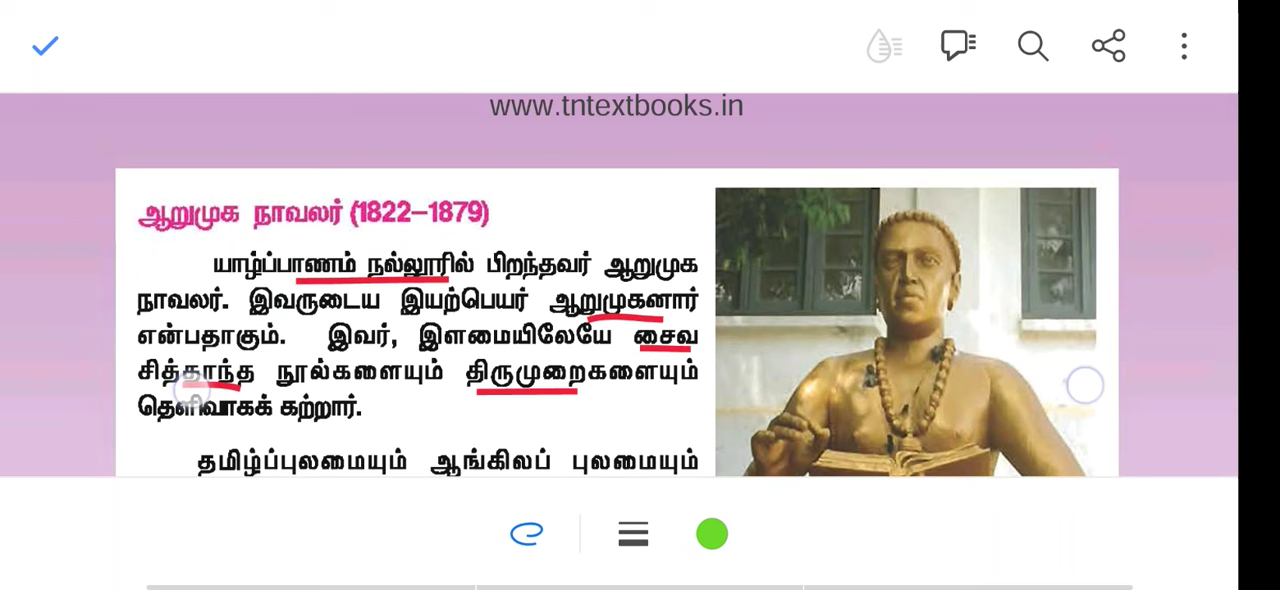 www.tntextbooks.in
ஆறுமுக நாவலர் (1822–1879)
யாழ்ப்பாணம் நல்லூரில் பிறந்தவர் ஆறுமுக
நாவலர். இவருடைய இயற்பெயர் ஆறுமுகனார்
என்பதாகும். இவர், இளமையிலேயே சைவ
சித்தாந்த நூல்களையும் திருமுறைகளையும்
தெளிவாகக் கற்றார்.
தமிழ்ப்புலமையும் ஆங்கிலப் புலமையும்